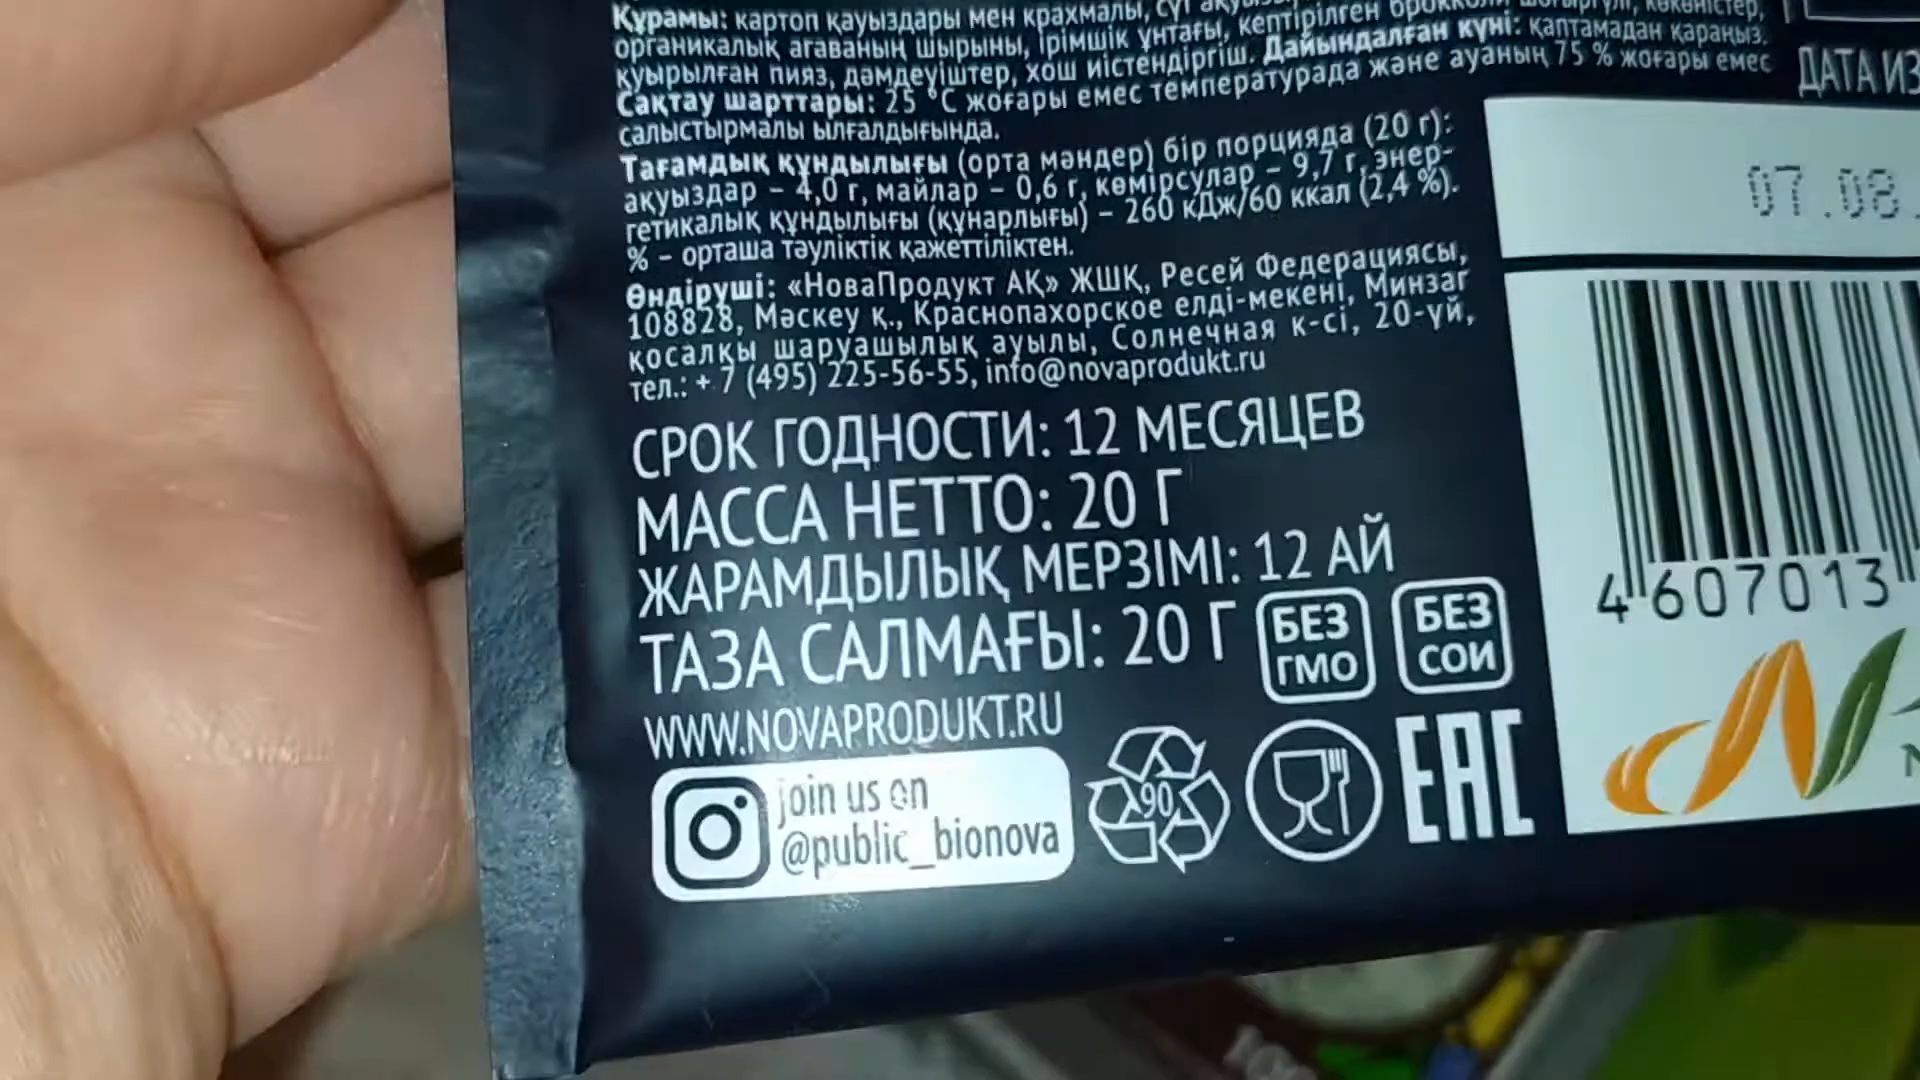 Құрамы: картоп қауыздары мен крахмалы, сүт
органикалық агаваның шырыны, ірімшік ұнтағы, кептірілген брокколи
қуырылған пияз, дәмдеуіштер, хош иістендіргіш. Дайындалған күні: қаптамадан қараңыз.
Сақтау шарттары: 25 °С жоғары емес температурада және ауаның 75 % жоғары емес
салыстырмалы ылғалдығында.
Тағамдық құндылығы (орта мәндер) бір порцияда (20 г):
ақуыздар – 4,0 г, майлар – 0,6 г, көмірсулар – 9,7 г, энер-
гетикалық құндылығы (құнарлығы) – 260 кДж/60 ккал (2,4 %).
% – орташа тәуліктік қажеттіліктен.
Өндіруші: «НоваПродукт АҚ» ЖШҚ, Ресей Федерациясы,
108828, Мәскеу қ., Краснопахорское елді-мекені, Минзаг
қосалқы шаруашылық ауылы, Солнечная к-сі, 20-үй,
тел.: + 7 (495) 225-56-55, info@novaprodukt.ru
СРОК ГОДНОСТИ: 12 МЕСЯЦЕВ
МАССА НЕТТО: 20 Г
ЖАРАМДЫЛЫҚ МЕРЗІМІ: 12 АЙ
ТАЗА САЛМАҒЫ: 20 Г
БЕЗ
ГМО
БЕЗ
СОИ
WWW.NOVAPRODUKT.RU
join us on
@public_bionova
90
EAC
ДАТА ИЗ
07.08.
4 607013